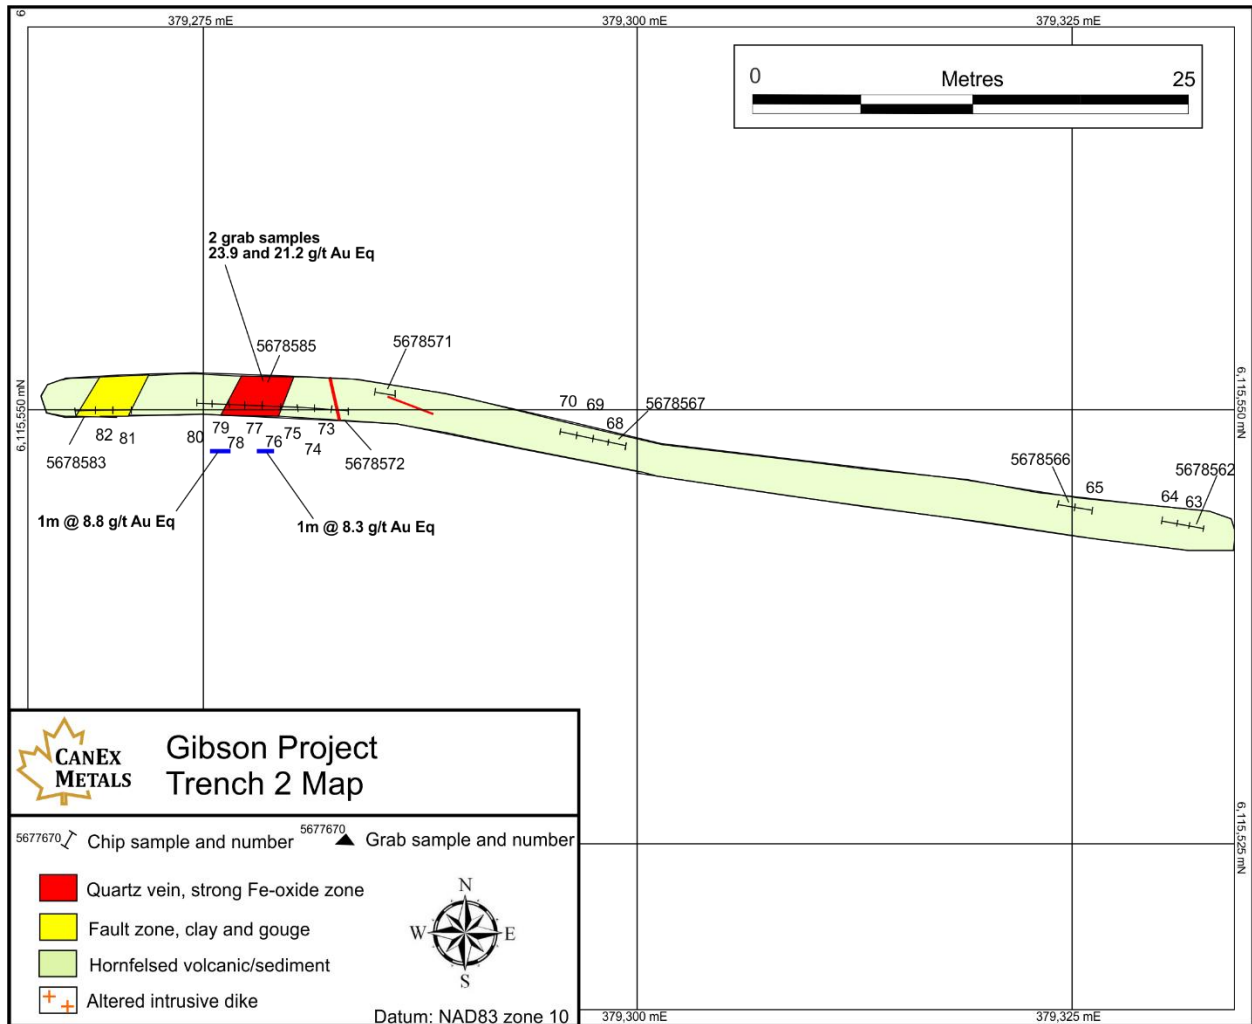 6
379,275 mE
379,300 mE
379,325 mE
0 Metres 25
2 grab samples
23.9 and 21.2 g/t Au Eq
5678585
5678571
6,115,550 mN
6,115,550 mN
70 69
68
5678567
82 81
80 79 78 77 76 75 74 73
5678583
5678572
5678566
65
5678562
64 63
1m @ 8.8 g/t Au Eq
1m @ 8.3 g/t Au Eq
CANEX
METALS
Gibson Project
Trench 2 Map
5677670 Chip sample and number
5677670 Grab sample and number
Quartz vein, strong Fe-oxide zone
Fault zone, clay and gouge
Hornfelsed volcanic/sediment
Altered intrusive dike
N
W E
S
Datum: NAD83 zone 10
6,115,525 mN
379,300 mE
379,325 mE